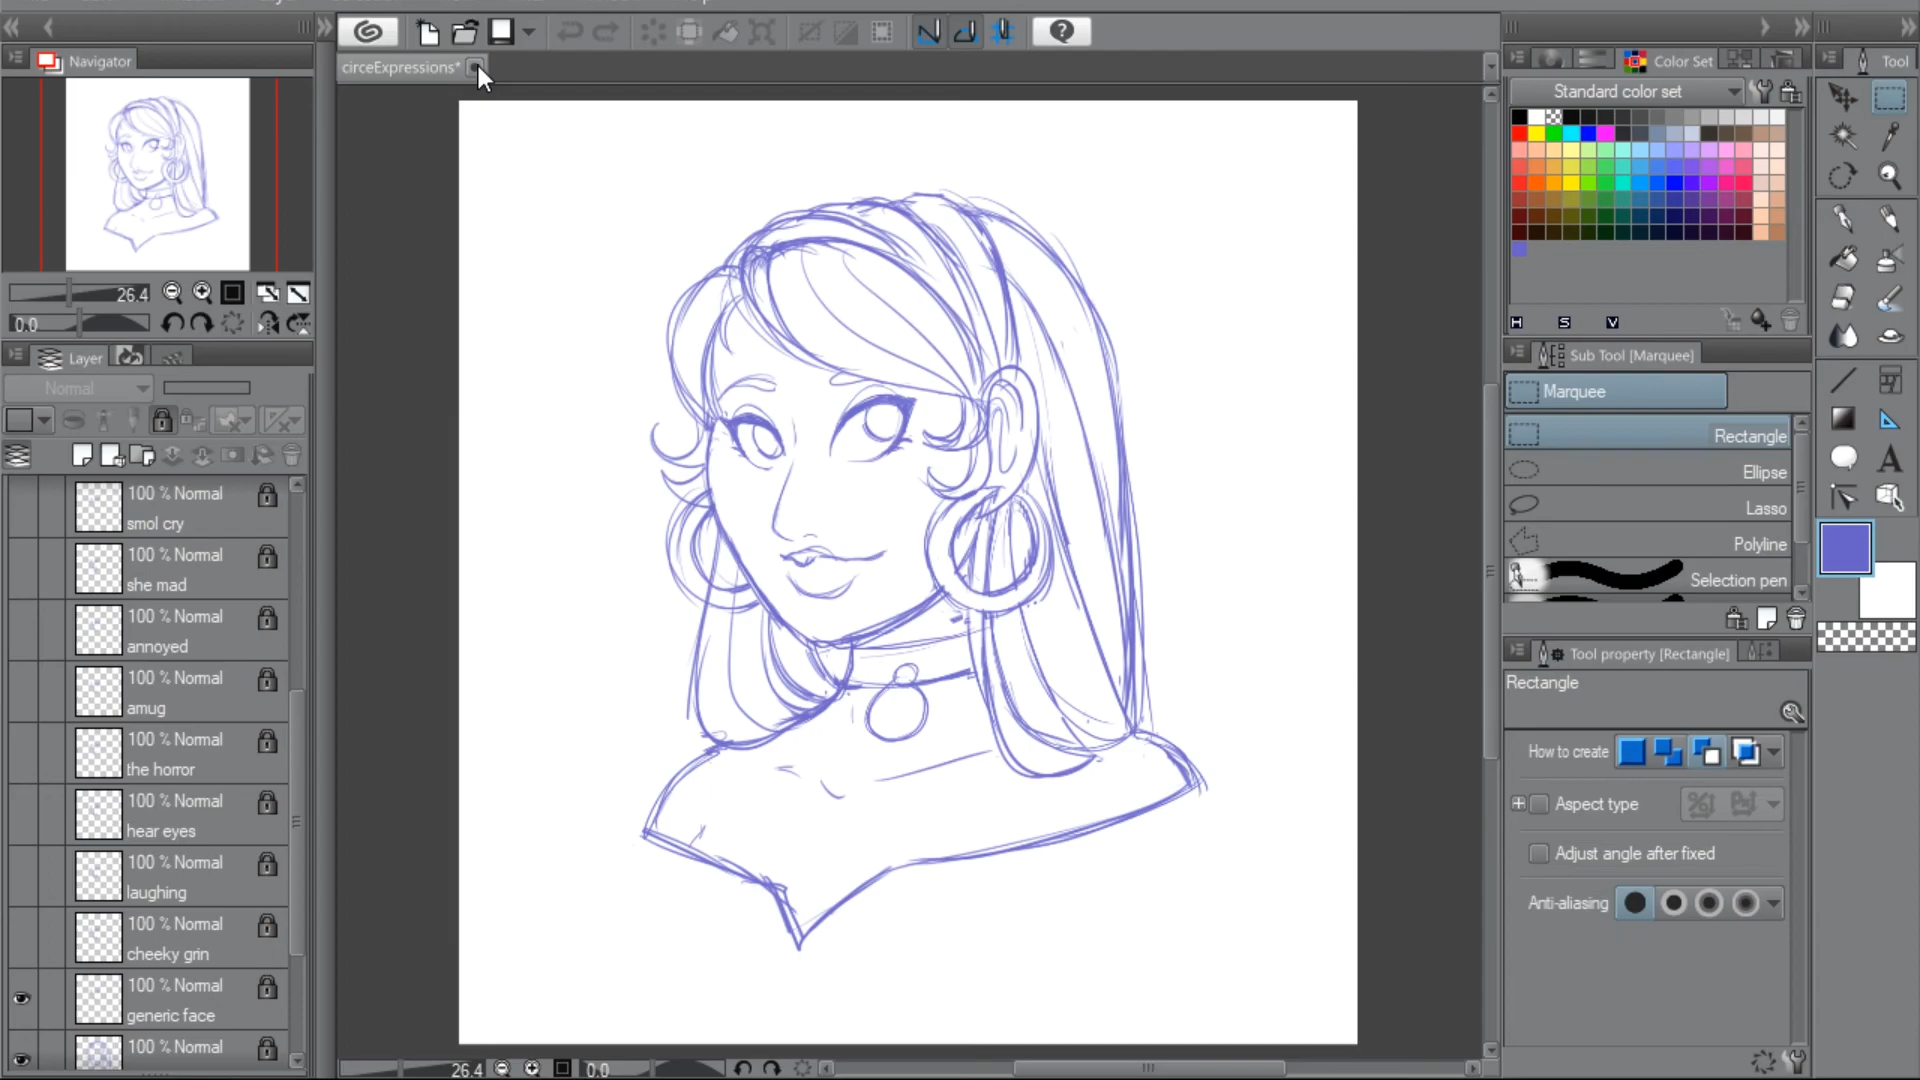 Navigator
circeExpressions*
Color Set
Tool
Standard color set
26.4
0.0
H S V
Layer
Normal
Sub Tool [Marquee]
Marquee
Rectangle
Ellipse
Lasso
Polyline
Selection pen
100 % Normal
smol cry
100 % Normal
she mad
100 % Normal
annoyed
100 % Normal
amug
100 % Normal
the horror
100 % Normal
hear eyes
100 % Normal
laughing
100 % Normal
cheeky grin
100 % Normal
generic face
100 % Normal
Tool property [Rectangle]
Rectangle
How to create
Aspect type
Adjust angle after fixed
Anti-aliasing
26.4
0.0